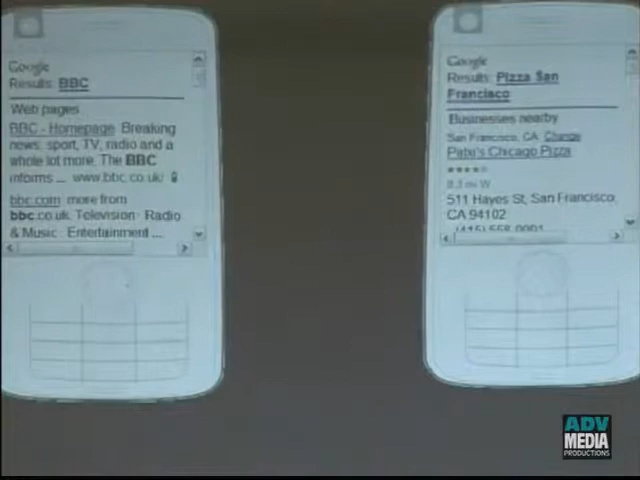 Google
Results: BBC
Web pages
BBC - Homepage Breaking
news, sport, TV, radio and a
whole lot more. The BBC
informs ... www.bbc.co.uk/
bbc.com more from
bbc.co.uk. Television · Radio
& Music · Entertainment ...
Google
Results: Pizza San
Francisco
Businesses nearby
San Francisco, CA Change
Patxi's Chicago Pizza
8.3 mi W
511 Hayes St, San Francisco,
CA 94102
ADV
MEDIA
PRODUCTIONS